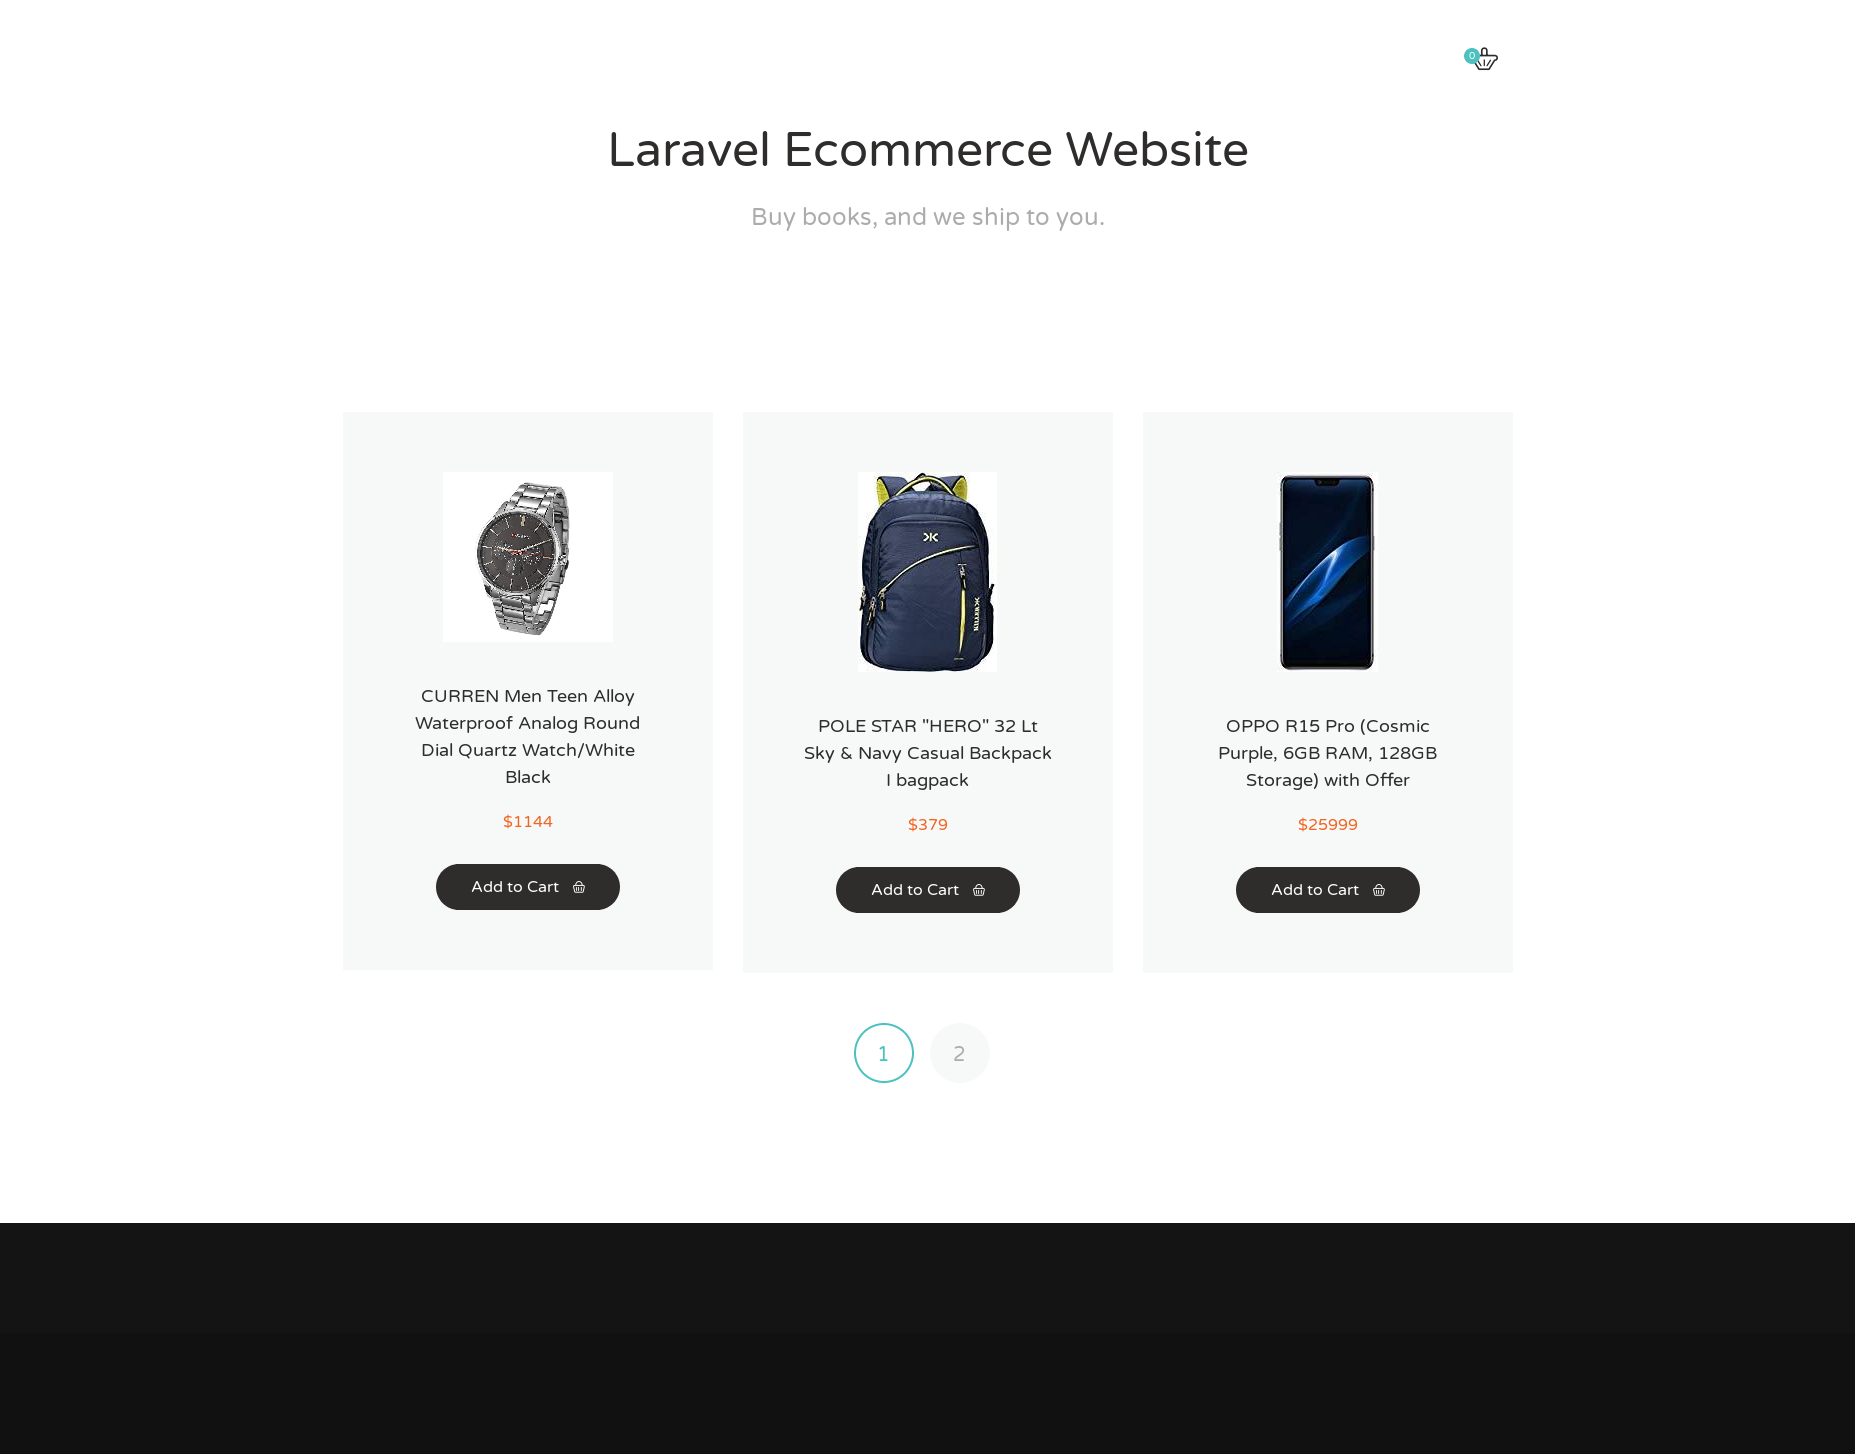 0
Laravel Ecommerce Website
Buy books, and we ship to you.
KILLER
CURREN Men Teen Alloy
Waterproof Analog Round
Dial Quartz Watch/White
Black
$1144
Add to Cart
POLE STAR "HERO" 32 Lt
Sky & Navy Casual Backpack
I bagpack
$379
Add to Cart
OPPO R15 Pro (Cosmic
Purple, 6GB RAM, 128GB
Storage) with Offer
$25999
Add to Cart
1
2